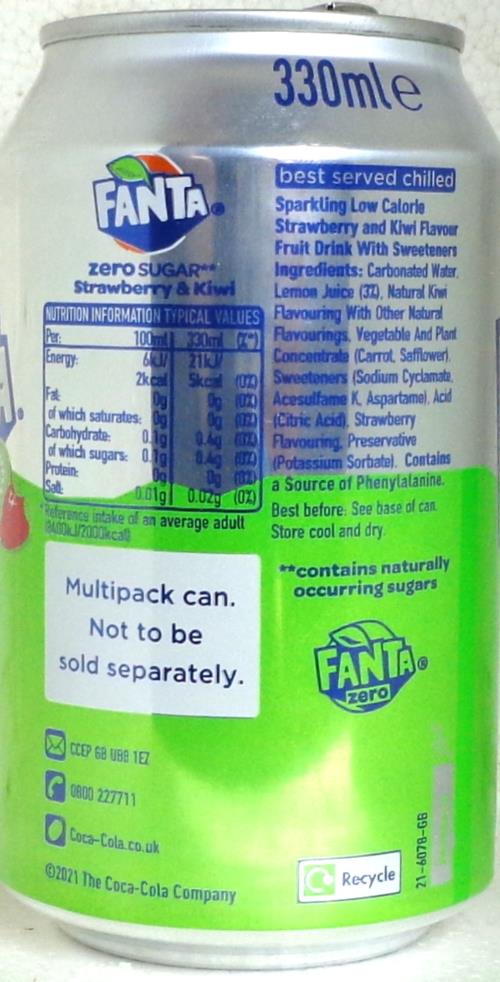 330ml e
FANTA®
zero SUGAR**
Strawberry & Kiwi
NUTRITION INFORMATION TYPICAL VALUES
Per: 100ml 330ml (%*)
Energy: 6kJ/ 21kJ/
2kcal 5kcal (0%)
Fat: 0g 0g (0%)
of which saturates: 0g 0g (0%)
Carbohydrate: 0.1g 0.4g (0%)
of which sugars: 0.1g 0.4g (0%)
Protein: 0g 0g (0%)
Salt: 0.01g 0.02g (0%)
*Reference intake of an average adult
(8400kJ/2000kcal)
Multipack can.
Not to be
sold separately.
CCEP GB UB8 1EZ
0800 227711
Coca-Cola.co.uk
©2021 The Coca-Cola Company
best served chilled
Sparkling Low Calorie
Strawberry and Kiwi Flavour
Fruit Drink With Sweeteners
Ingredients: Carbonated Water,
Lemon Juice (3%), Natural Kiwi
Flavouring With Other Natural
Flavourings, Vegetable And Plant
Concentrate (Carrot, Safflower),
Sweeteners (Sodium Cyclamate,
Acesulfame K, Aspartame), Acid
(Citric Acid), Strawberry
Flavouring, Preservative
(Potassium Sorbate). Contains
a Source of Phenylalanine.
Best before: See base of can.
Store cool and dry.
**contains naturally
occurring sugars
FANTA®
zero
Recycle
21-6078-GB